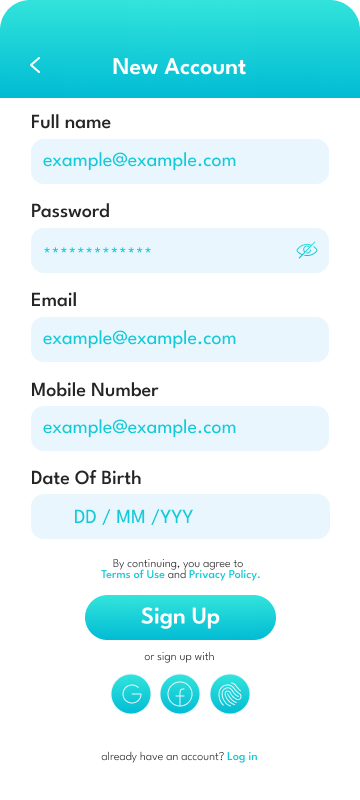 New Account
Full name
example@example.com
Password
*************
Email
example@example.com
Mobile Number
example@example.com
Date Of Birth
DD / MM /YYY
By continuing, you agree to
Terms of Use and Privacy Policy.
Sign Up
or sign up with
already have an account? Log in